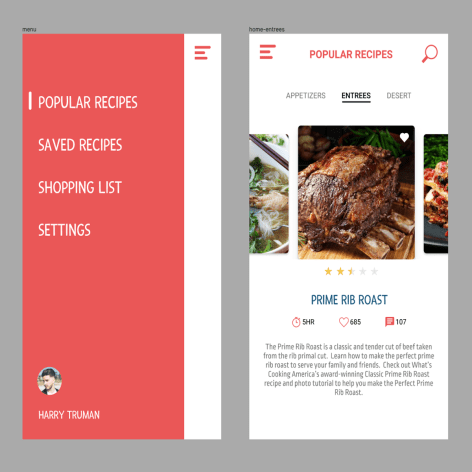 menu
POPULAR RECIPES
SAVED RECIPES
SHOPPING LIST
SETTINGS
HARRY TRUMAN
home-entrees
POPULAR RECIPES
APPETIZERS ENTREES DESERT
PRIME RIB ROAST
5HR 685 107
The Prime Rib Roast is a classic and tender cut of beef taken
from the rib primal cut. Learn how to make the perfect prime
rib roast to serve your family and friends. Check out What's
Cooking America's award-winning Classic Prime Rib Roast
recipe and photo tutorial to help you make the Perfect Prime
Rib Roast.